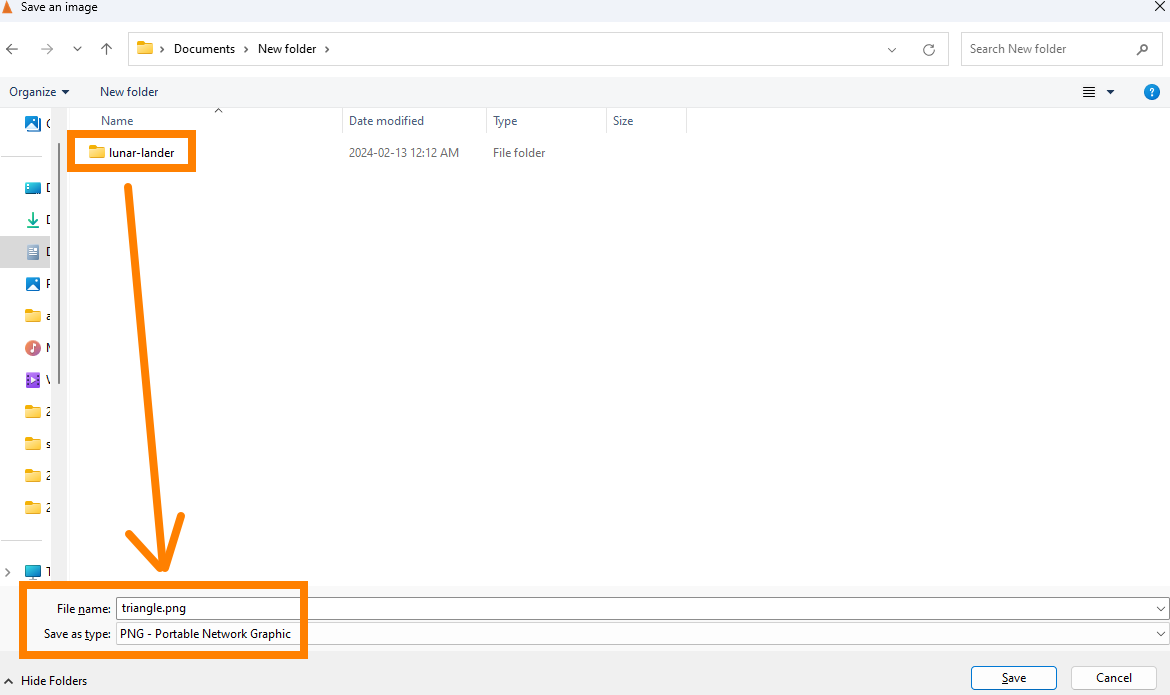 Save an image
Documents New folder
Search New folder
Organize New folder
Name Date modified Type Size
lunar-lander 2024-02-13 12:12 AM File folder
File name: triangle.png
Save as type: PNG - Portable Network Graphic
Hide Folders Save Cancel